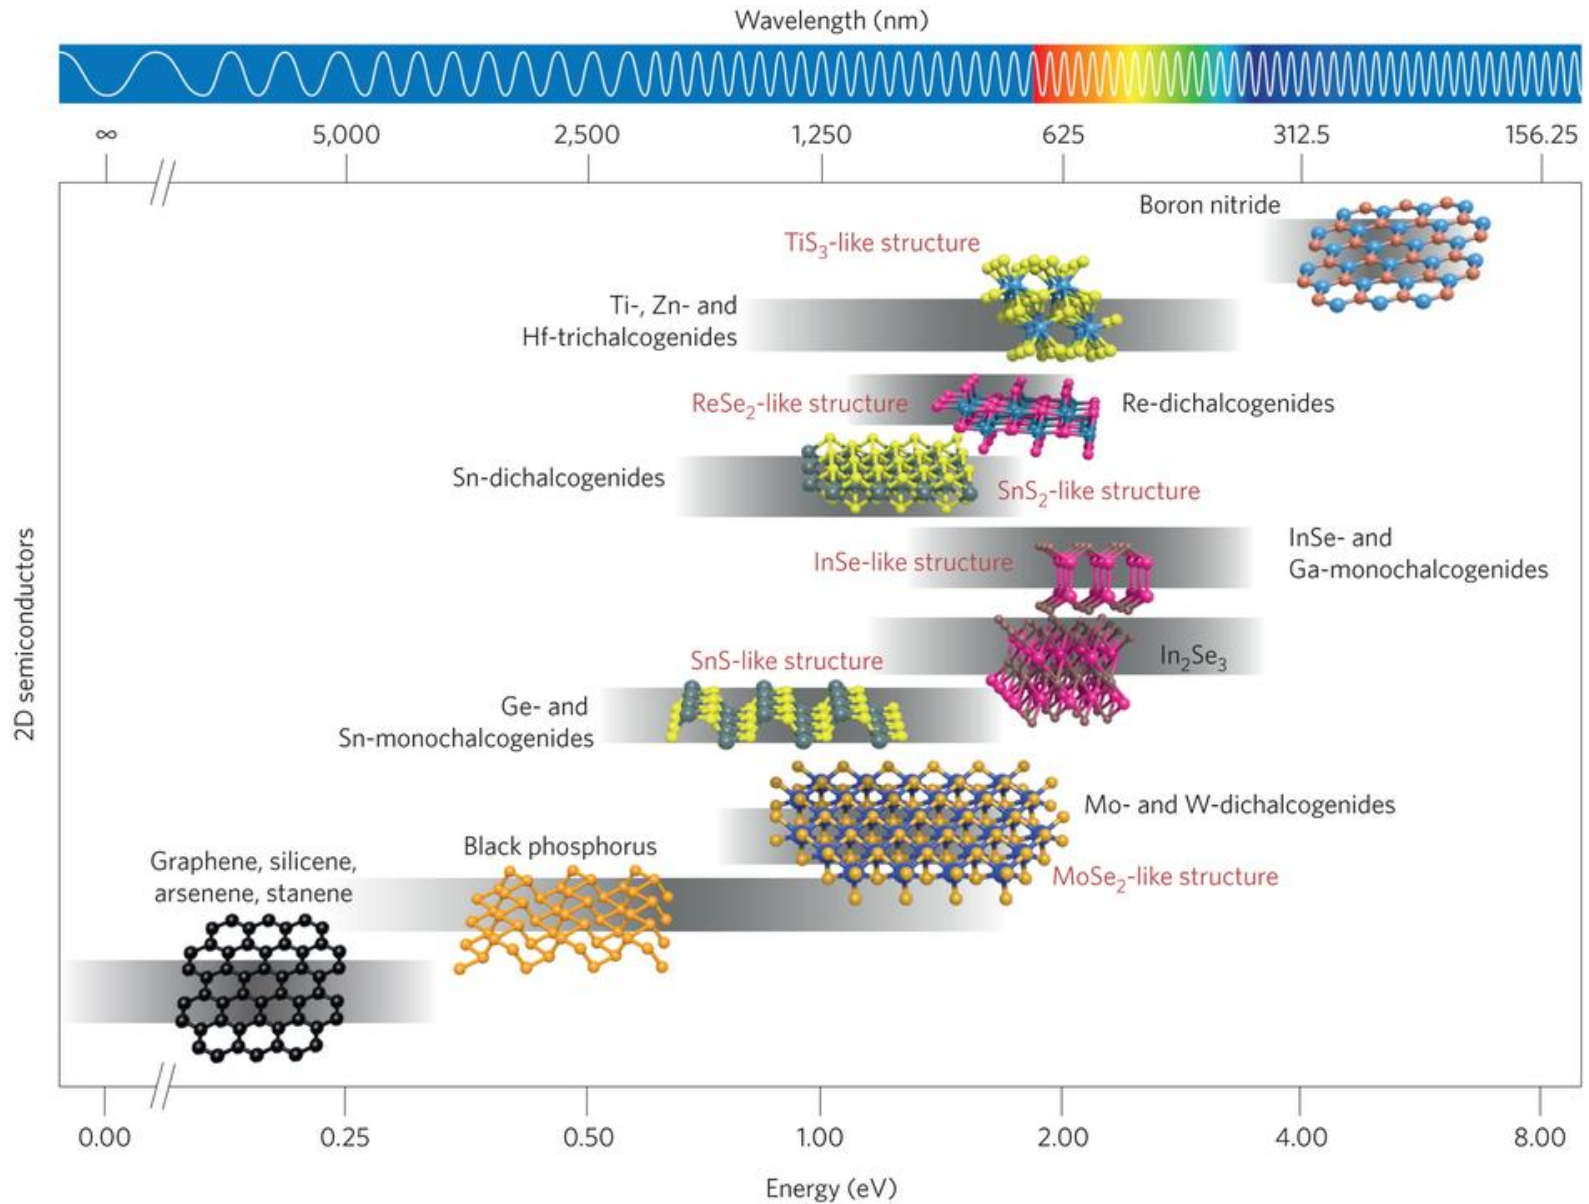 Wavelength (nm)
∞ 5,000 2,500 1,250 625 312.5 156.25
Boron nitride
TiS₃-like structure
Ti-, Zn- and
Hf-trichalcogenides
ReSe₂-like structure
Re-dichalcogenides
Sn-dichalcogenides
SnS₂-like structure
InSe- and
Ga-monochalcogenides
InSe-like structure
In₂Se₃
SnS-like structure
Ge- and
Sn-monochalcogenides
Mo- and W-dichalcogenides
MoSe₂-like structure
Black phosphorus
Graphene, silicene,
arsenene, stanene
2D semiconductors
0.00 0.25 0.50 1.00 2.00 4.00 8.00
Energy (eV)